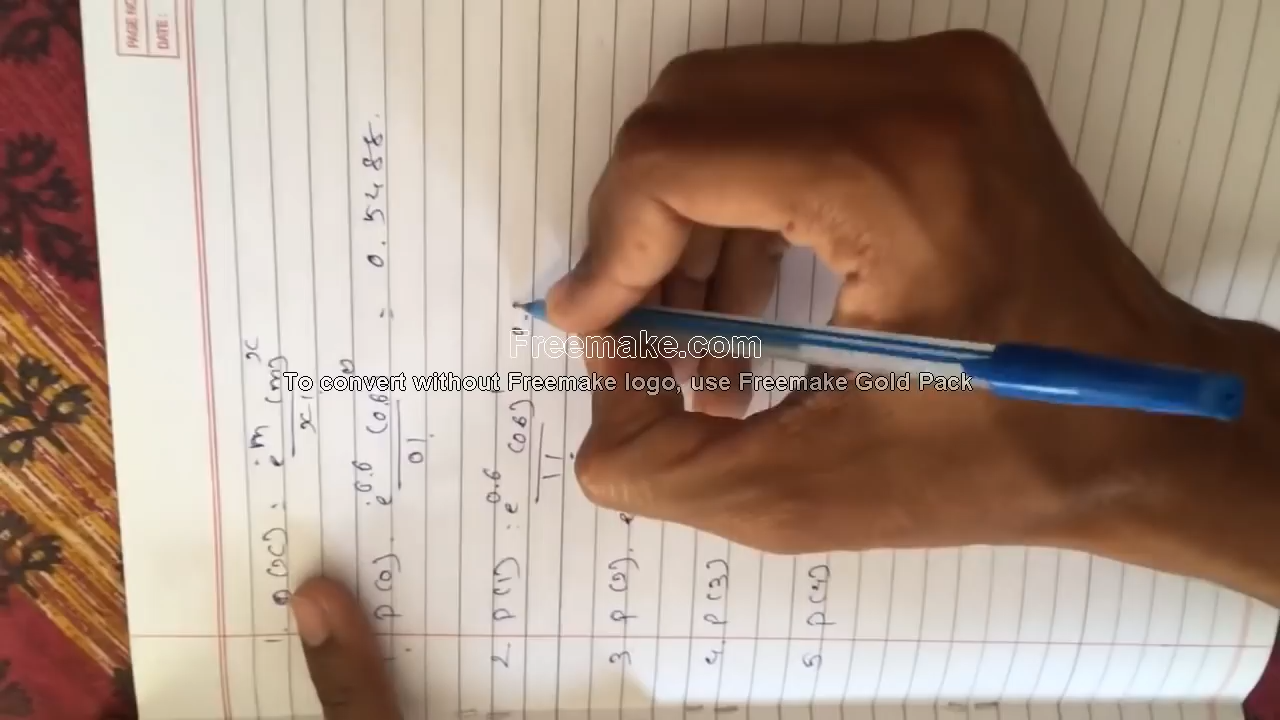 PAGE NO
DATE:
1. P(x) = e^-m (m)^x / x!
1. P(0) = e^-0.6 (0.6)^0 / 0! = 0.5488.
2. P(1) = e^0.6 (0.6) / 1!
3 P(2) = e
4. P(3)
5 P(4)
Freemake.com
To convert without Freemake logo, use Freemake Gold Pack